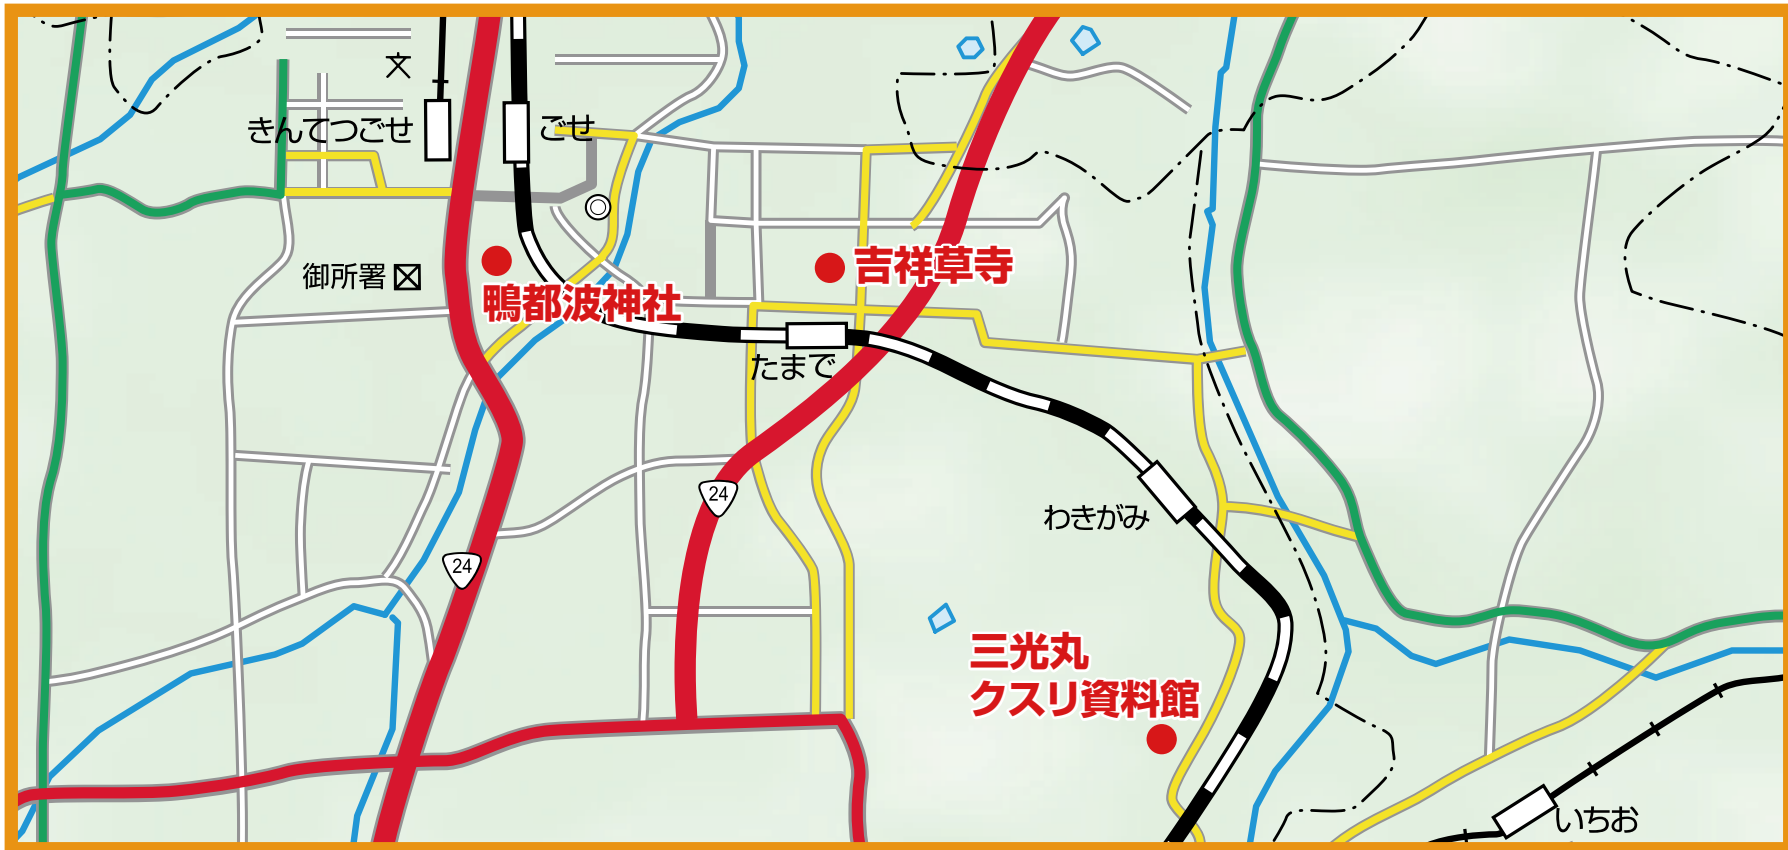 文
きんてつごせ
ごせ
御所署
鴨都波神社
吉祥草寺
たまで
24
24
わきがみ
三光丸
クスリ資料館
いちお